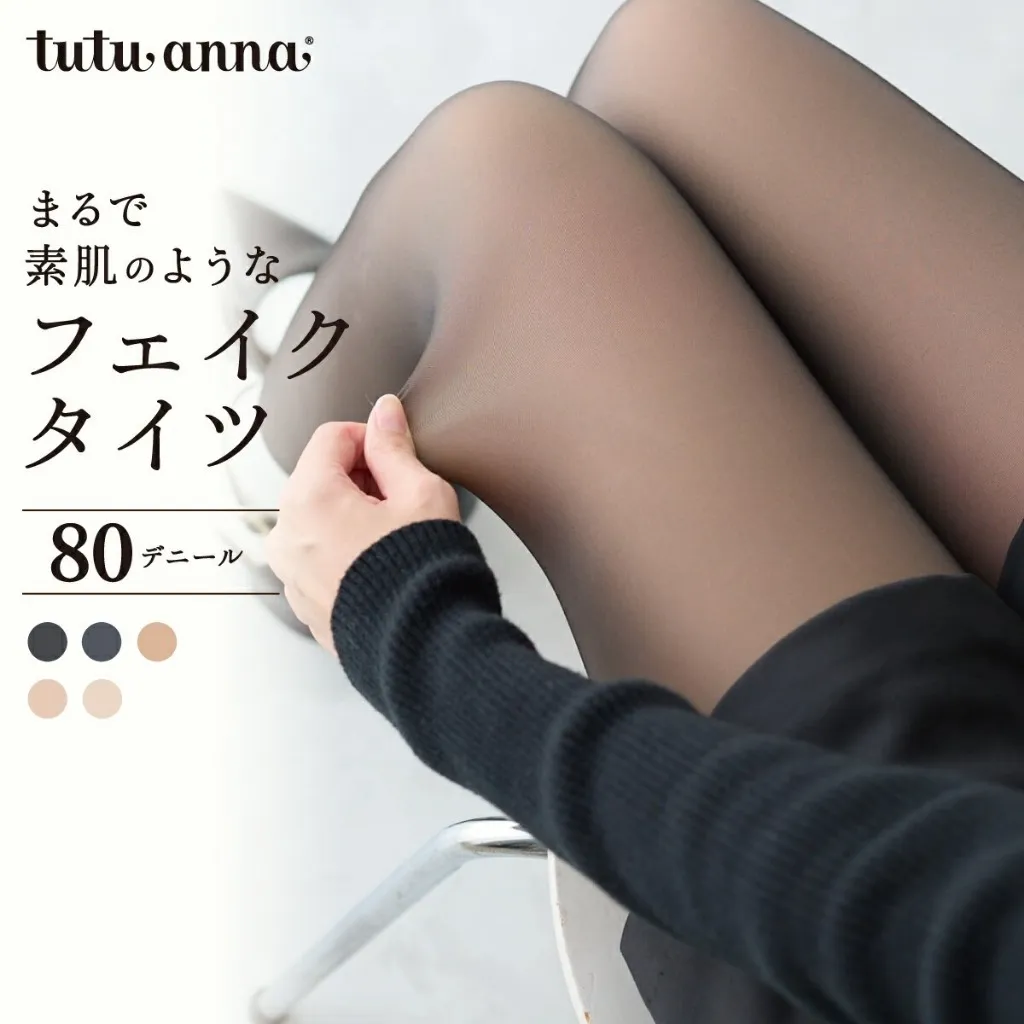 tutu anna®
まるで
素肌のような
フェイク
タイツ
80デニール